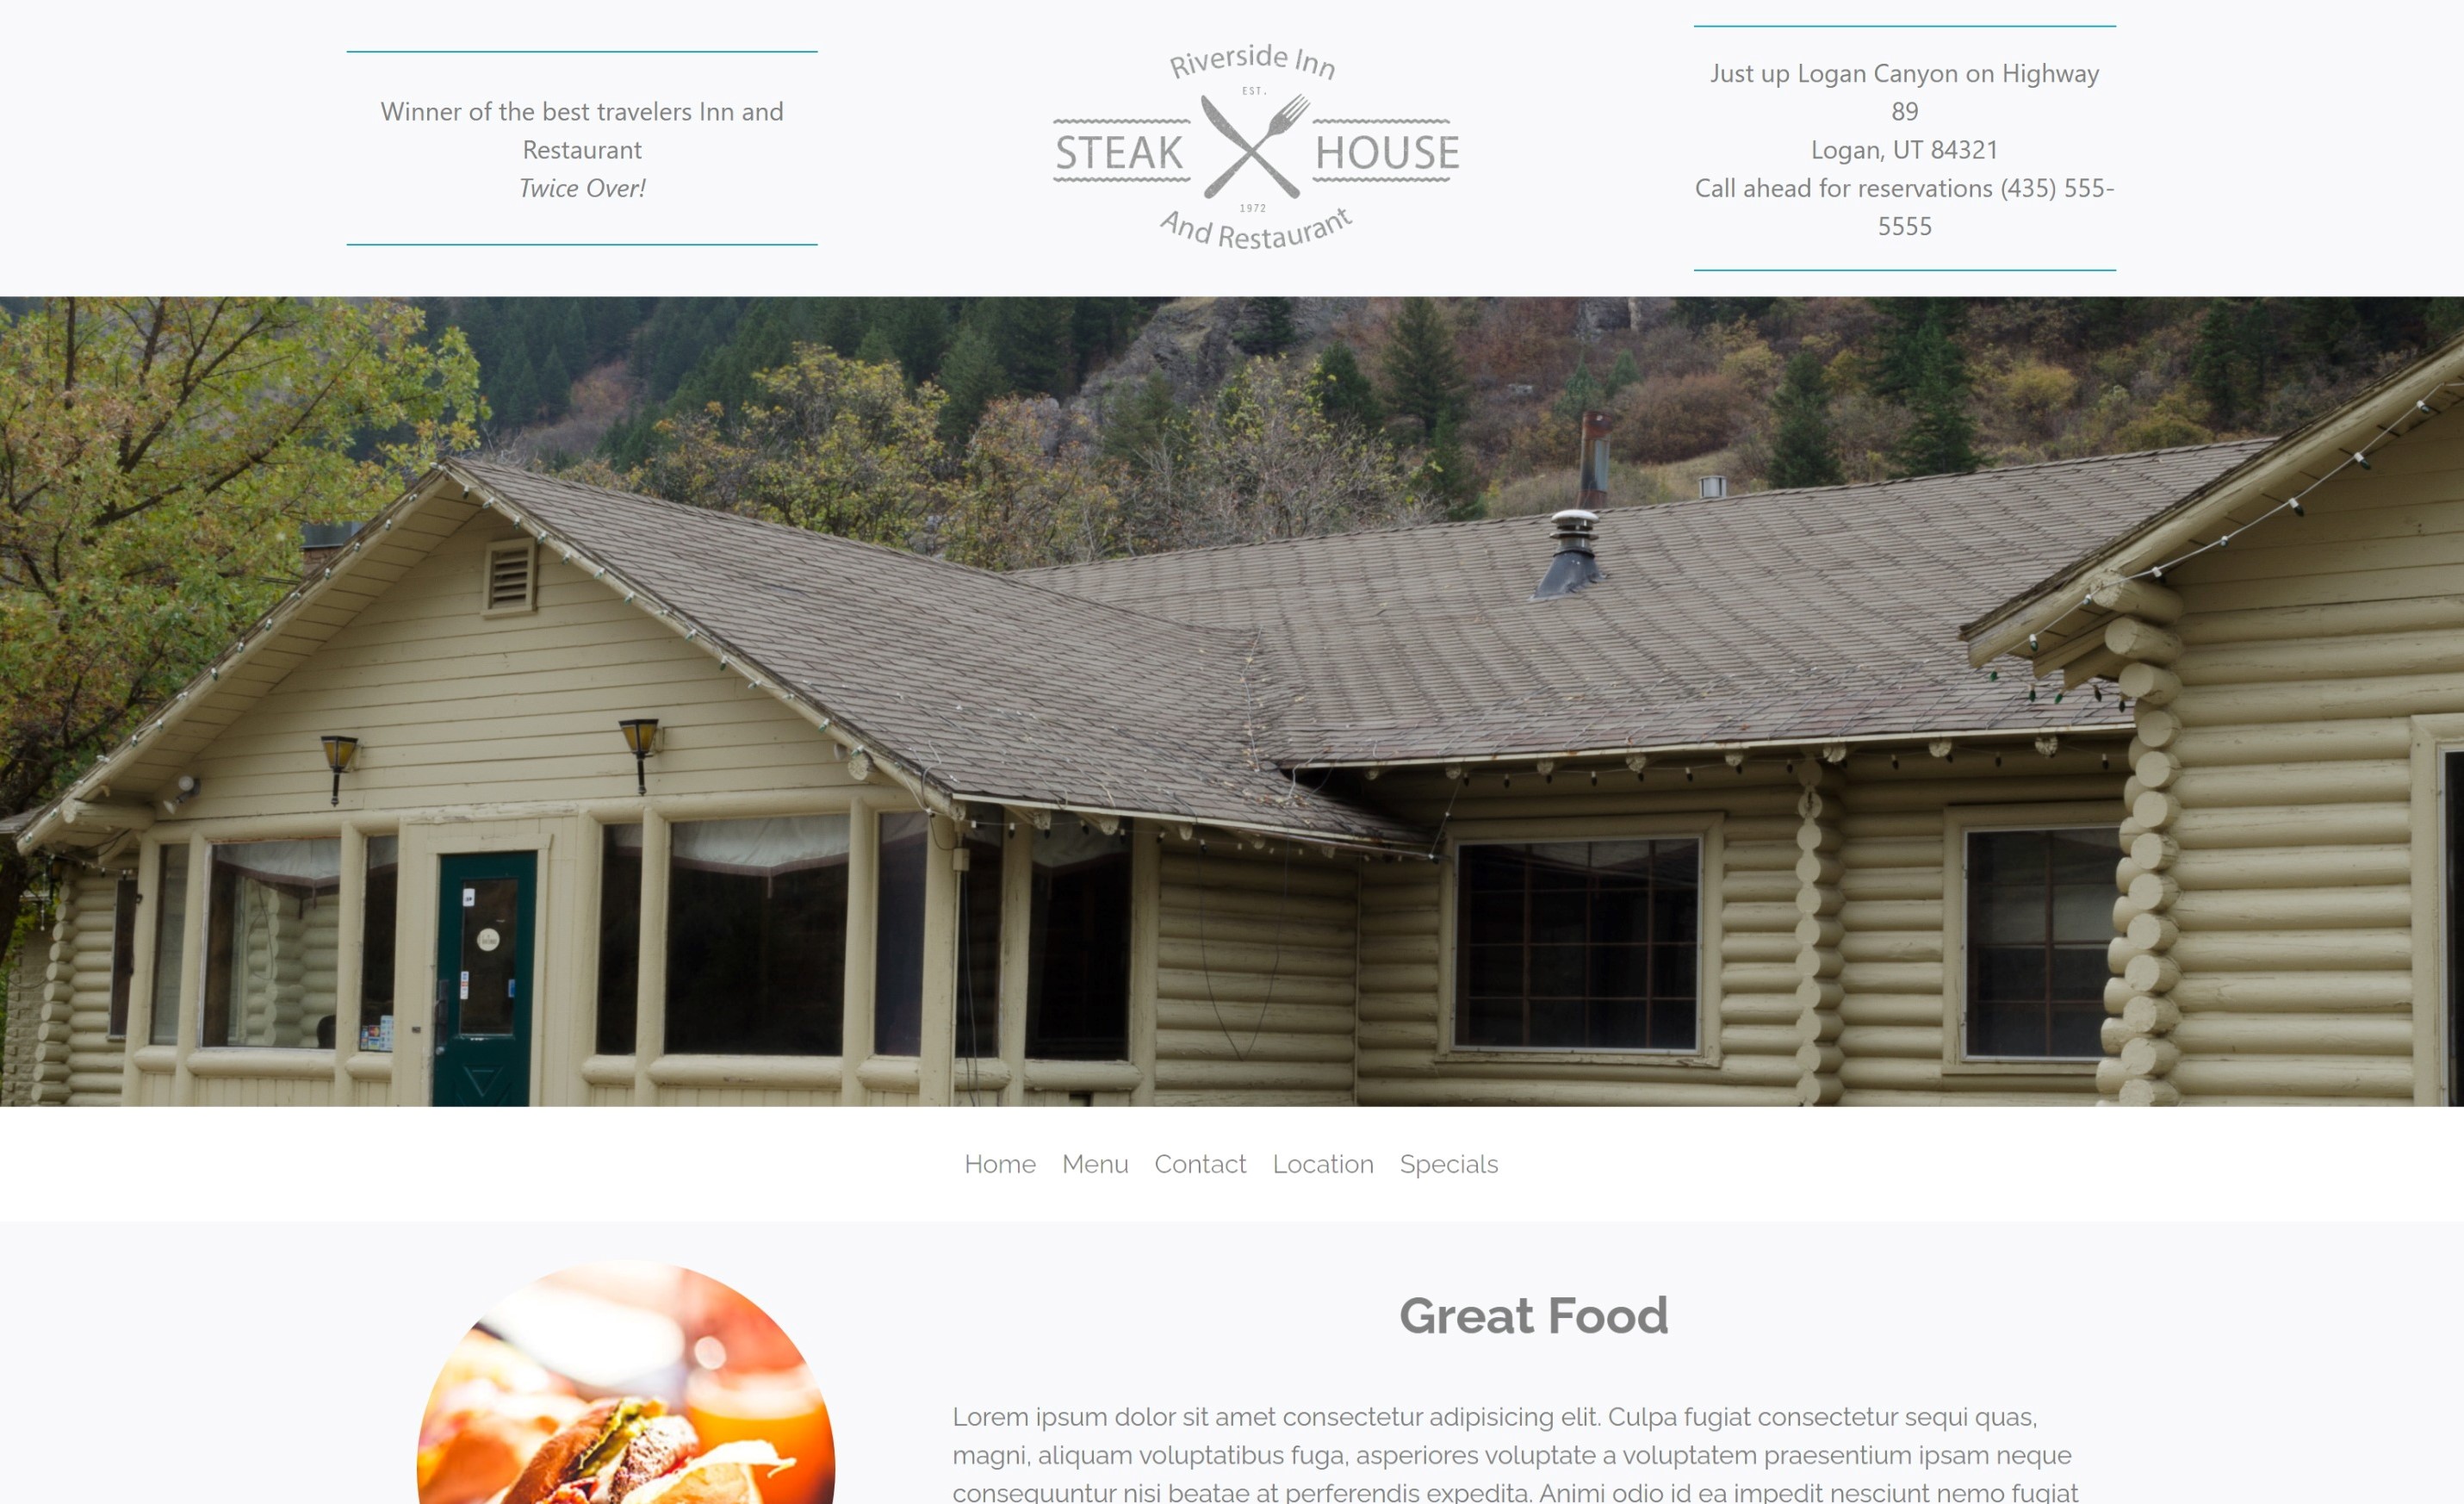 Winner of the best travelers Inn and
Restaurant
Twice Over!
Riverside Inn
EST.
STEAK HOUSE
1972
And Restaurant
Just up Logan Canyon on Highway
89
Logan, UT 84321
Call ahead for reservations (435) 555-
5555
Home Menu Contact Location Specials
Great Food
Lorem ipsum dolor sit amet consectetur adipisicing elit. Culpa fugiat consectetur sequi quas,
magni, aliquam voluptatibus fuga, asperiores voluptate a voluptatem praesentium ipsam neque
consequuntur nisi beatae at perferendis expedita. Animi odio id ea impedit nesciunt nemo fugiat